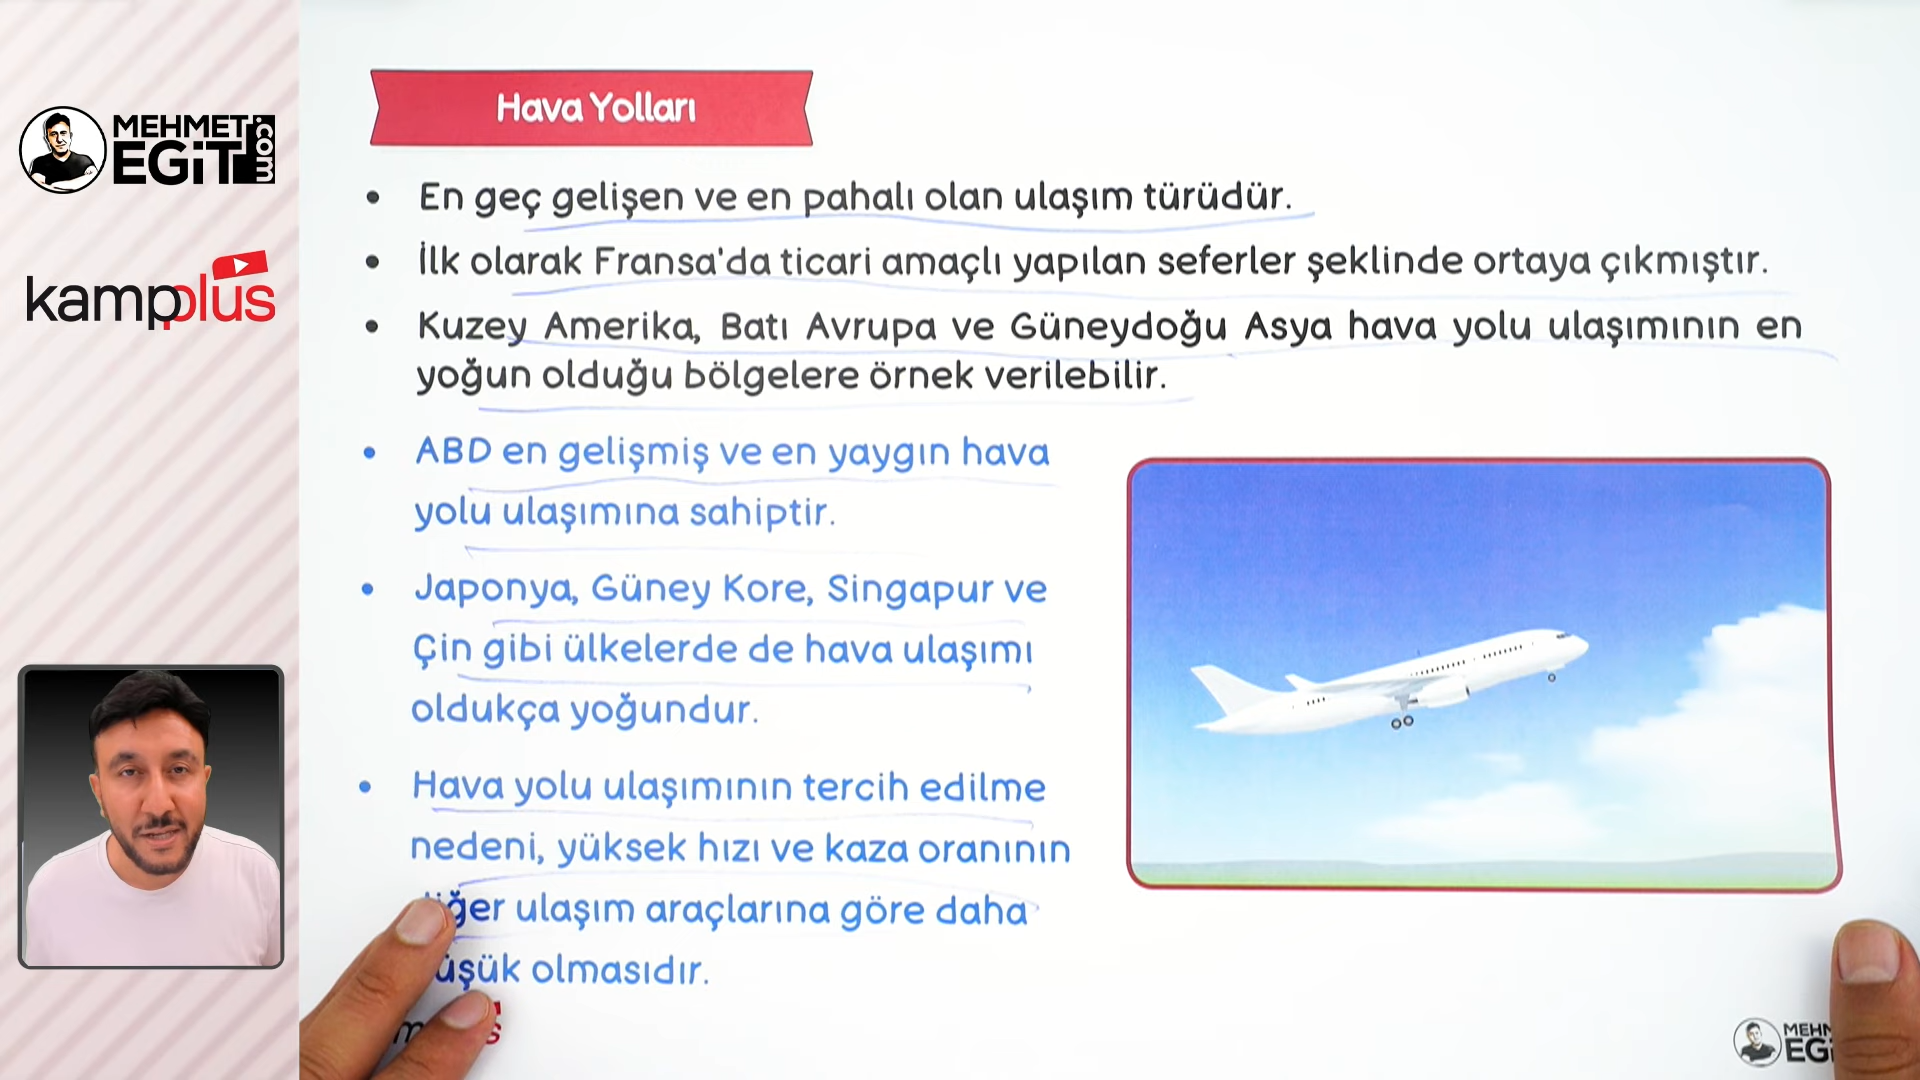 MEHMET
EGiT
.com
kampplus
Hava Yolları
• En geç gelişen ve en pahalı olan ulaşım türüdür.
• İlk olarak Fransa'da ticari amaçlı yapılan seferler şeklinde ortaya çıkmıştır.
• Kuzey Amerika, Batı Avrupa ve Güneydoğu Asya hava yolu ulaşımının en
yoğun olduğu bölgelere örnek verilebilir.
• ABD en gelişmiş ve en yaygın hava
yolu ulaşımına sahiptir.
• Japonya, Güney Kore, Singapur ve
Çin gibi ülkelerde de hava ulaşımı
oldukça yoğundur.
• Hava yolu ulaşımının tercih edilme
nedeni, yüksek hızı ve kaza oranının
ulaşım araçlarına göre daha
olmasıdır.